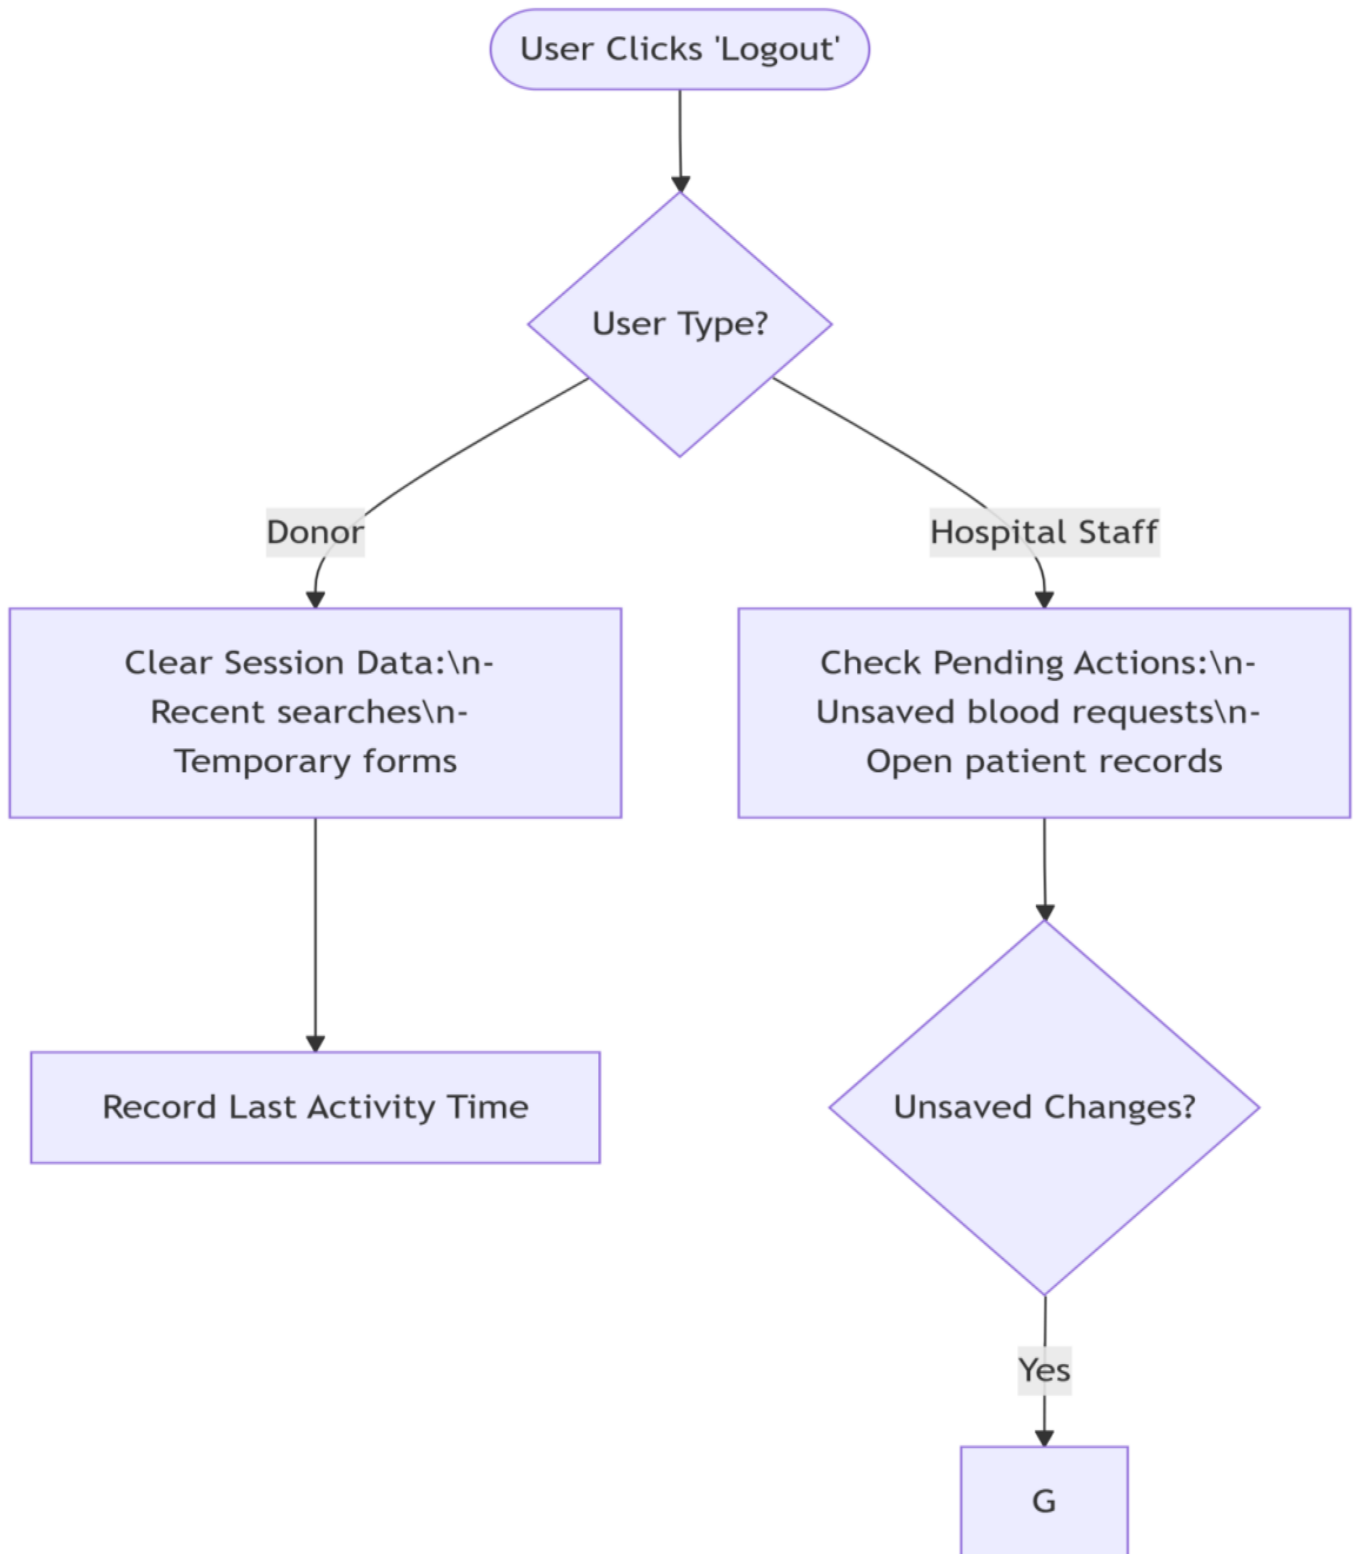 User Clicks 'Logout'
User Type?
Donor
Hospital Staff
Clear Session Data:\n-
Recent searches\n-
Temporary forms
Check Pending Actions:\n-
Unsaved blood requests\n-
Open patient records
Record Last Activity Time
Unsaved Changes?
Yes
G